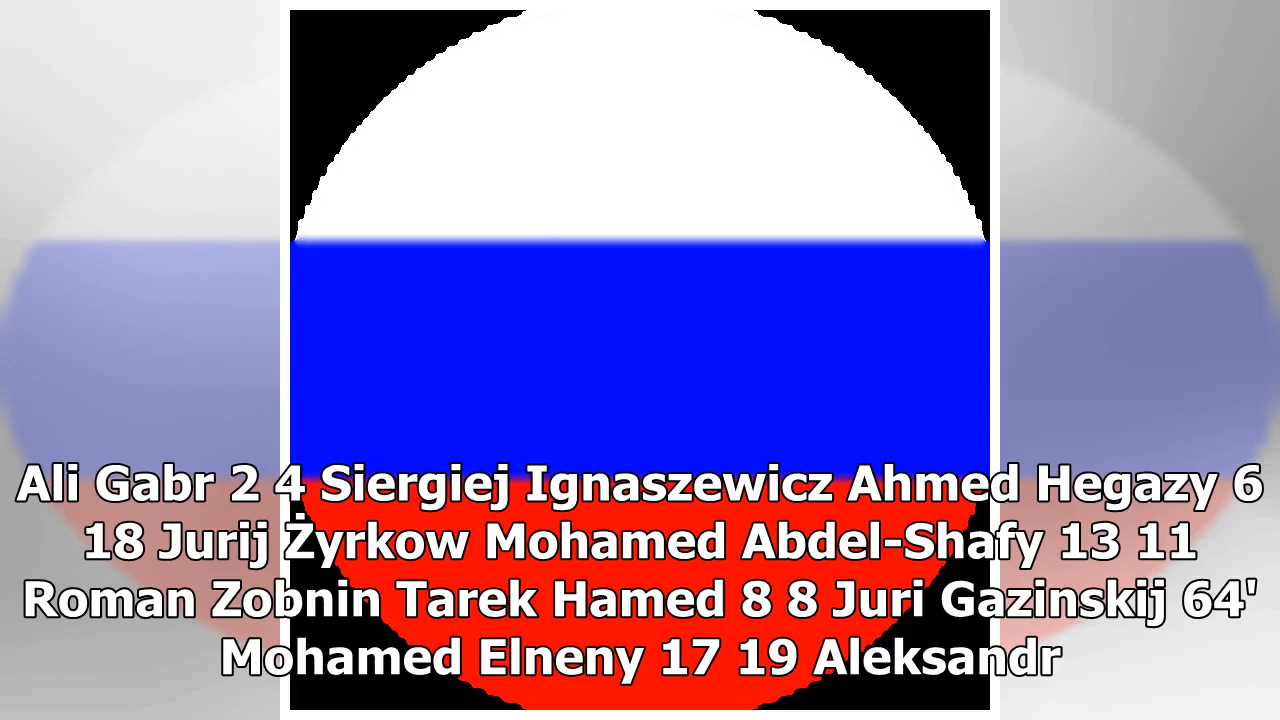 Ali Gabr 2 4 Siergiej Ignaszewicz Ahmed Hegazy 6
18 Jurij Żyrkow Mohamed Abdel-Shafy 13 11
Roman Zobnin Tarek Hamed 8 8 Juri Gazinskij 64'
Mohamed Elneny 17 19 Aleksandr